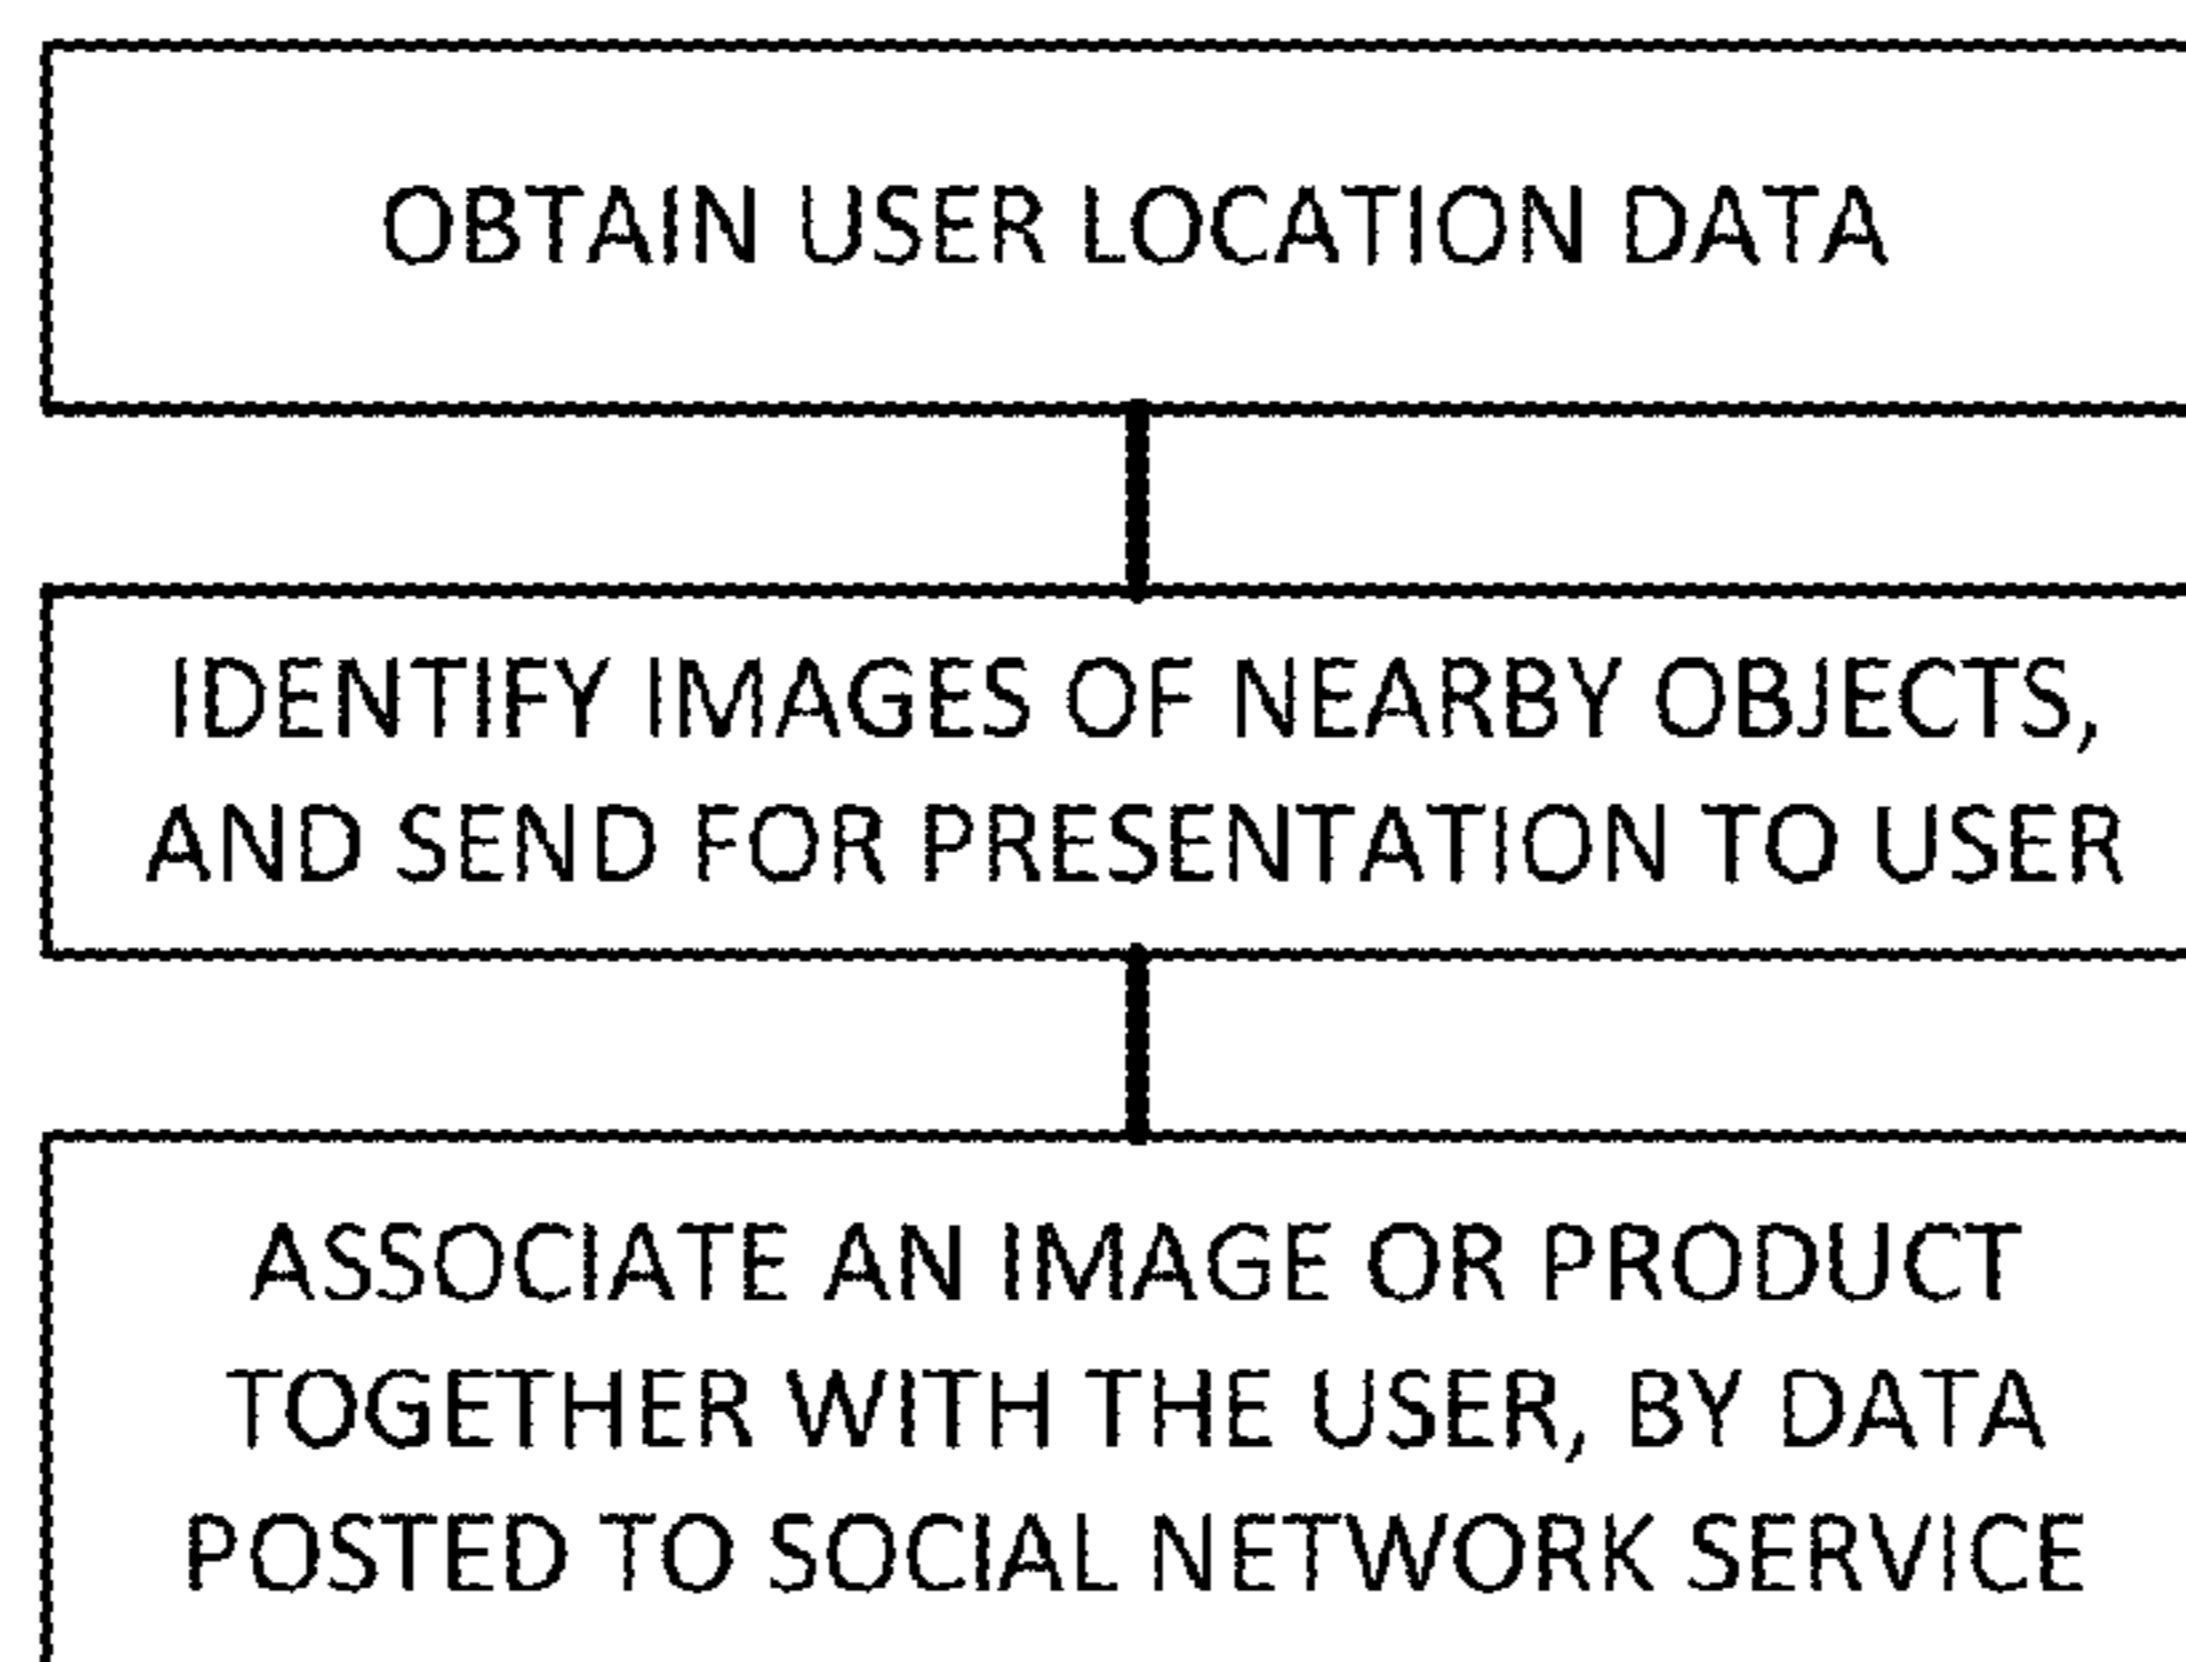 OBTAIN USER LOCATION DATA
IDENTIFY IMAGES OF NEARBY OBJECTS,
AND SEND FOR PRESENTATION TO USER
ASSOCIATE AN IMAGE OR PRODUCT
TOGETHER WITH THE USER, BY DATA
POSTED TO SOCIAL NETWORK SERVICE